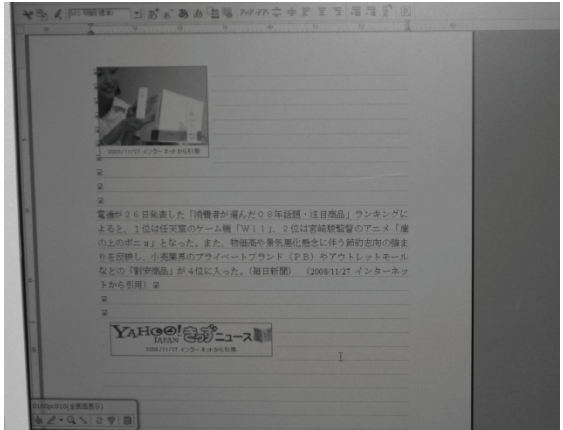 2008/11/27 インターネットから引用
電通が26日発表した「消費者が選んだ08年話題・注目商品」ランキングに
よると、1位は任天堂のゲーム機「Wii」、2位は宮崎駿監督のアニメ「崖
の上のポニョ」となった。また、物価高や景気悪化懸念に伴う節約志向の強ま
りを反映し、小売業界のプライベートブランド（PB）やアウトレットモール
などの「割安商品」が4位に入った。（毎日新聞） （2008/11/27 インターネッ
トから引用）
YAHOO! きっず ニュース
JAPAN
2008/11/27 インターネットから引用